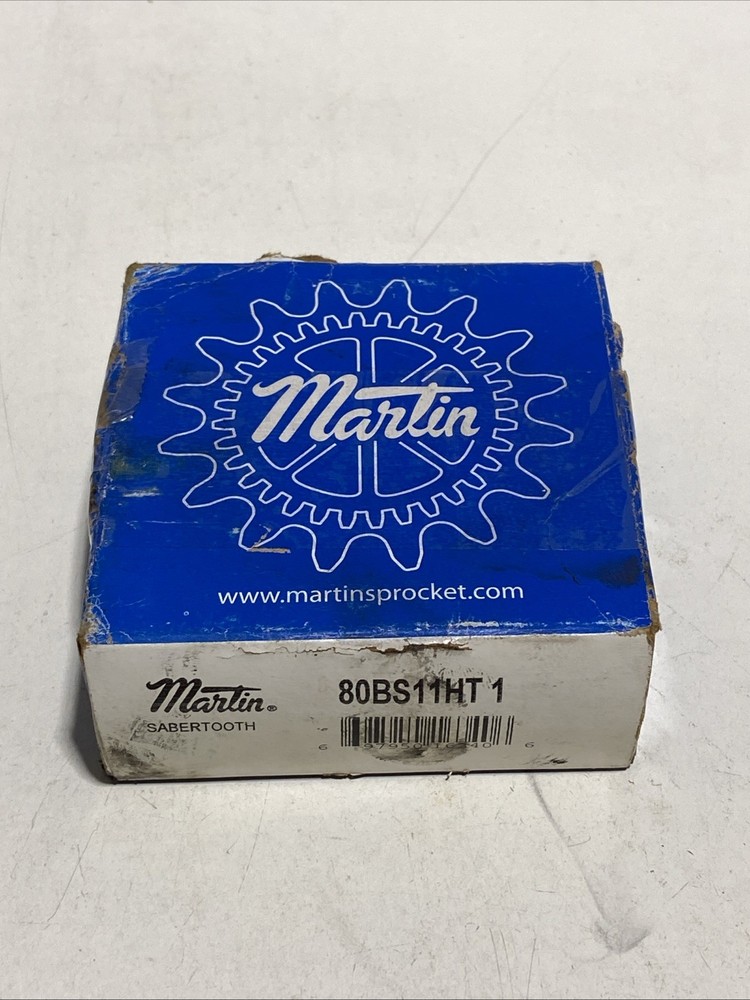 Martin
www.martinsprocket.com
Martin®
80BS11HT 1
SABERTOOTH